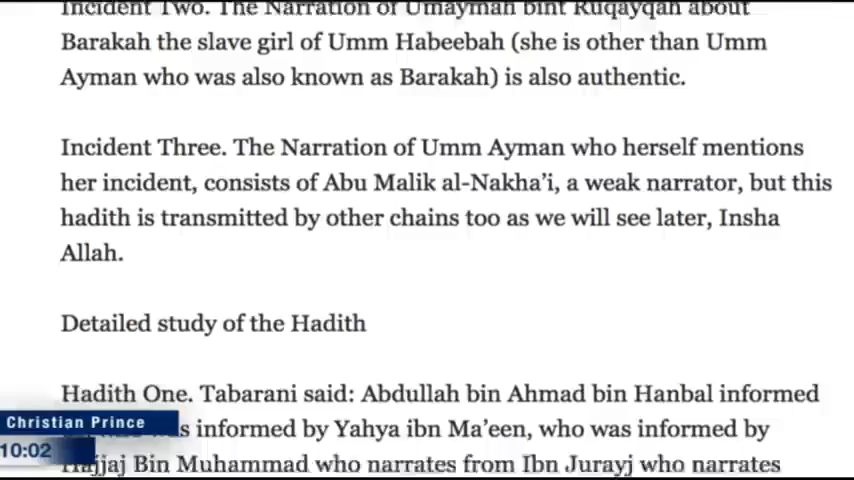 Incident Two. The Narration of Umaymah bint Ruqayqah about
Barakah the slave girl of Umm Habeebah (she is other than Umm
Ayman who was also known as Barakah) is also authentic.
Incident Three. The Narration of Umm Ayman who herself mentions
her incident, consists of Abu Malik al-Nakha'i, a weak narrator, but this
hadith is transmitted by other chains too as we will see later, Insha
Allah.
Detailed study of the Hadith
Hadith One. Tabarani said: Abdullah bin Ahmad bin Hanbal informed
Christian Prince
informed by Yahya ibn Ma'een, who was informed by
10:02
Hajjaj Bin Muhammad who narrates from Ibn Jurayj who narrates